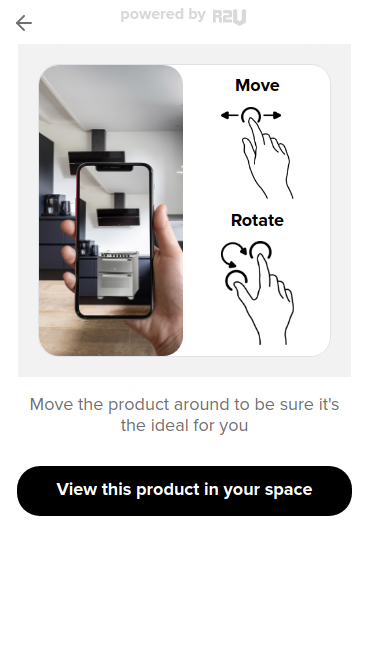 powered by R2U
Move
Rotate
Move the product around to be sure it's
the ideal for you
View this product in your space